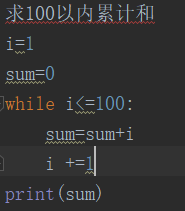 求100以内累计和
i=1
sum=0
while i<=100:
    sum=sum+i
    i +=1
print(sum)